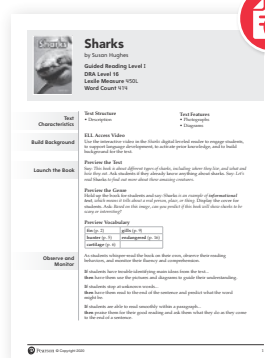 Sharks
Sharks
by Susan Hughes
Guided Reading Level I
DRA Level 16
Lexile Measure 450L
Word Count 414
Text Characteristics
Text Structure
• Description
Text Features
• Photographs
• Diagrams
Build Background
ELL Access Video
Use the interactive video in the Sharks digital leveled reader to engage students,
to support language development, to activate prior knowledge, and to build
background for the text.
Launch the Book
Preview the Text
Say: This book is about different types of sharks, including where they live, and what and
how they eat. Ask students if they already know anything about sharks. Say: Let's
read Sharks to find out more about these amazing creatures.
Preview the Genre
Hold up the book for students and say: Sharks is an example of informational
text, which means it tells about a real person, place, or thing. Display the cover for
students. Ask: Based on this image, can you predict if this book will show sharks to be
scary or interesting?
Preview Vocabulary
fin (p. 2)
gills (p. 9)
hunter (p. 5)
endangered (p. 16)
cartilage (p. 6)
Observe and Monitor
As students whisper-read the book on their own, observe their reading
behaviors, and monitor their fluency and comprehension.
If students have trouble identifying main ideas from the text…
then have them use the pictures and diagrams to guide their understanding.
If students stop at unknown words…
then have them read to the end of the sentence and predict what the word
might be.
If students are able to read smoothly within a paragraph…
then praise them for their good reading and ask them what they do as they come
to the end of a sentence.
Pearson © Copyright 2020
1